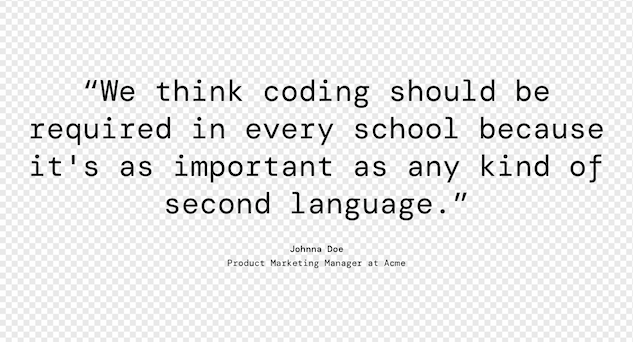 “We think coding should be
required in every school because
it's as important as any kind of
second language.”
Johnna Doe
Product Marketing Manager at Acme